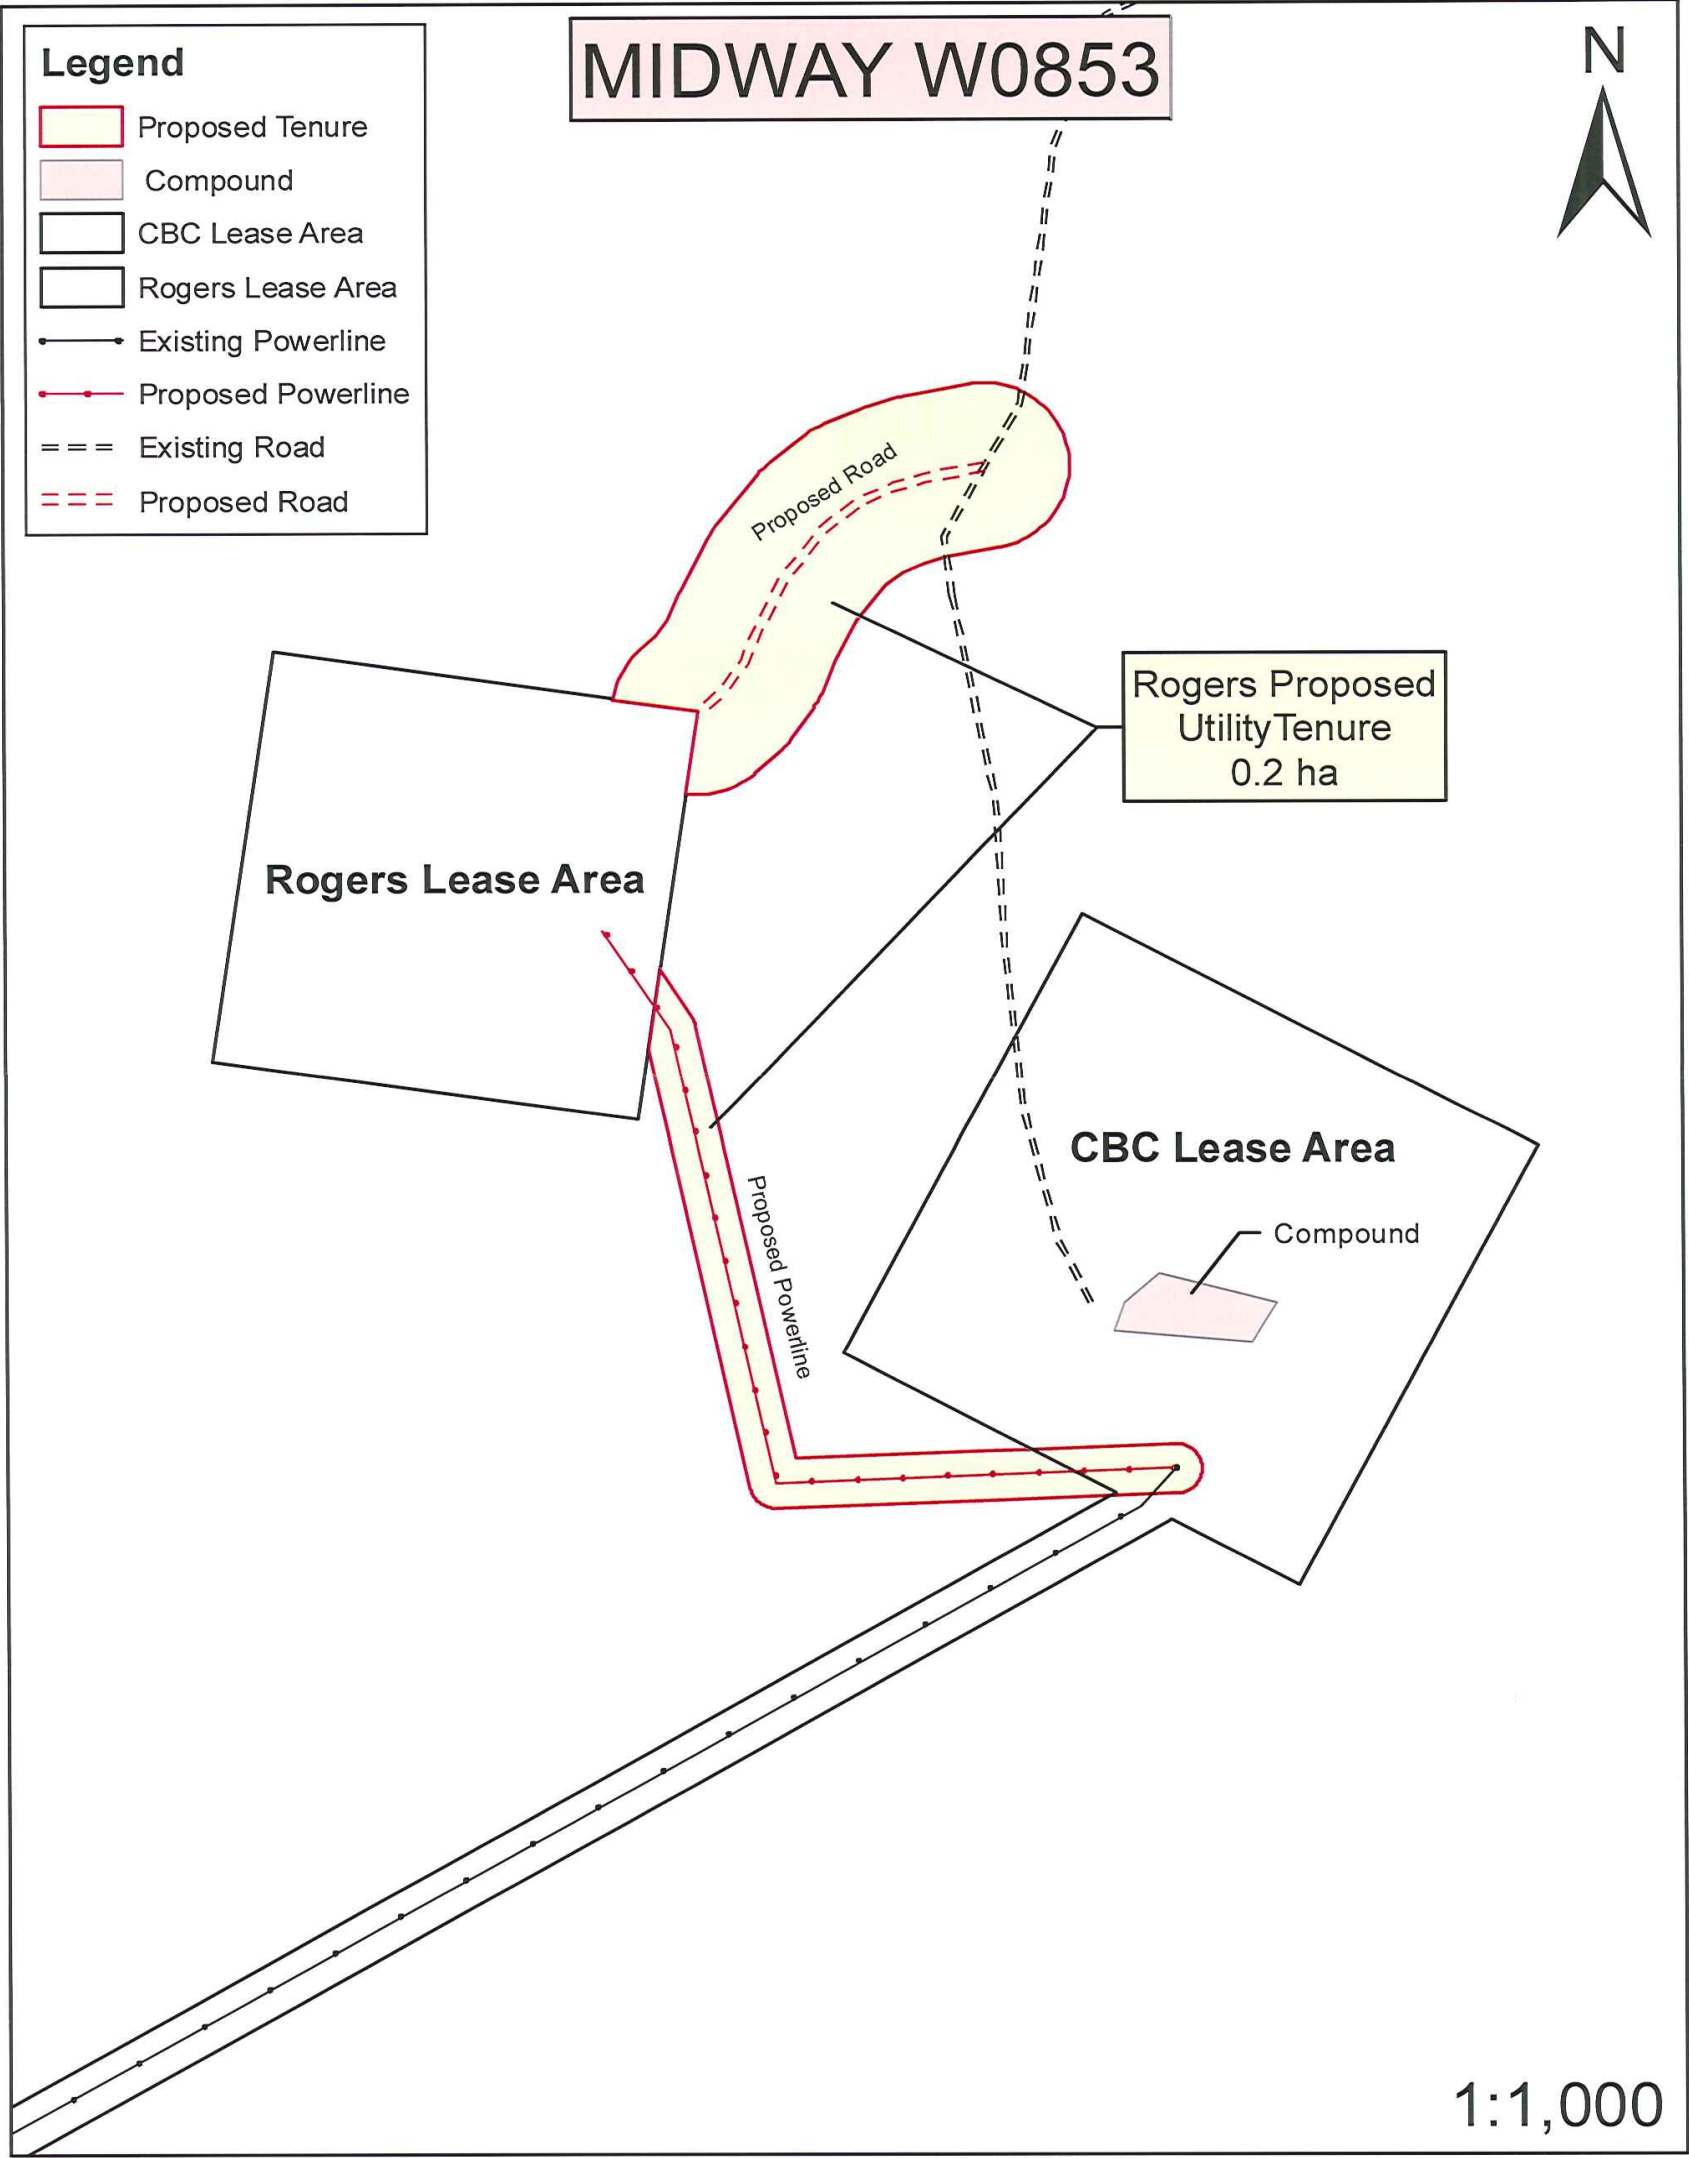 MIDWAY W0853
N
Legend
Proposed Tenure
Compound
CBC Lease Area
Rogers Lease Area
Existing Powerline
Proposed Powerline
Existing Road
Proposed Road
Proposed Road
Rogers Proposed
UtilityTenure
0.2 ha
Rogers Lease Area
CBC Lease Area
Compound
Proposed Powerline
1:1,000